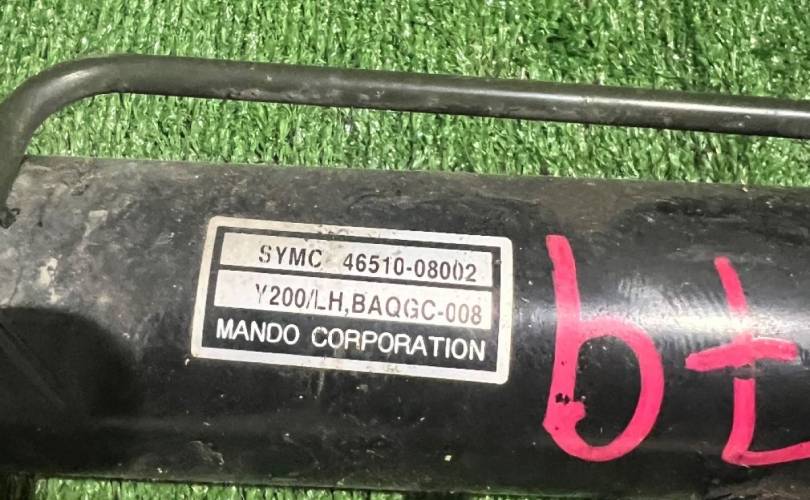 SYMC 46510-08002
Y200/LH,BAQGC-008
MANDO CORPORATION